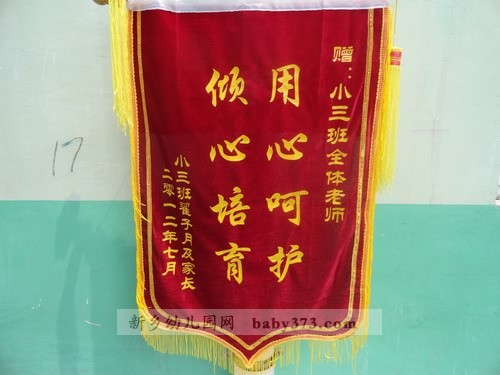 赠：小三班全体老师
用心呵护
倾心培育
小三班翟子月及家长
二零一二年七月
17
新乡幼儿园网 baby373.com